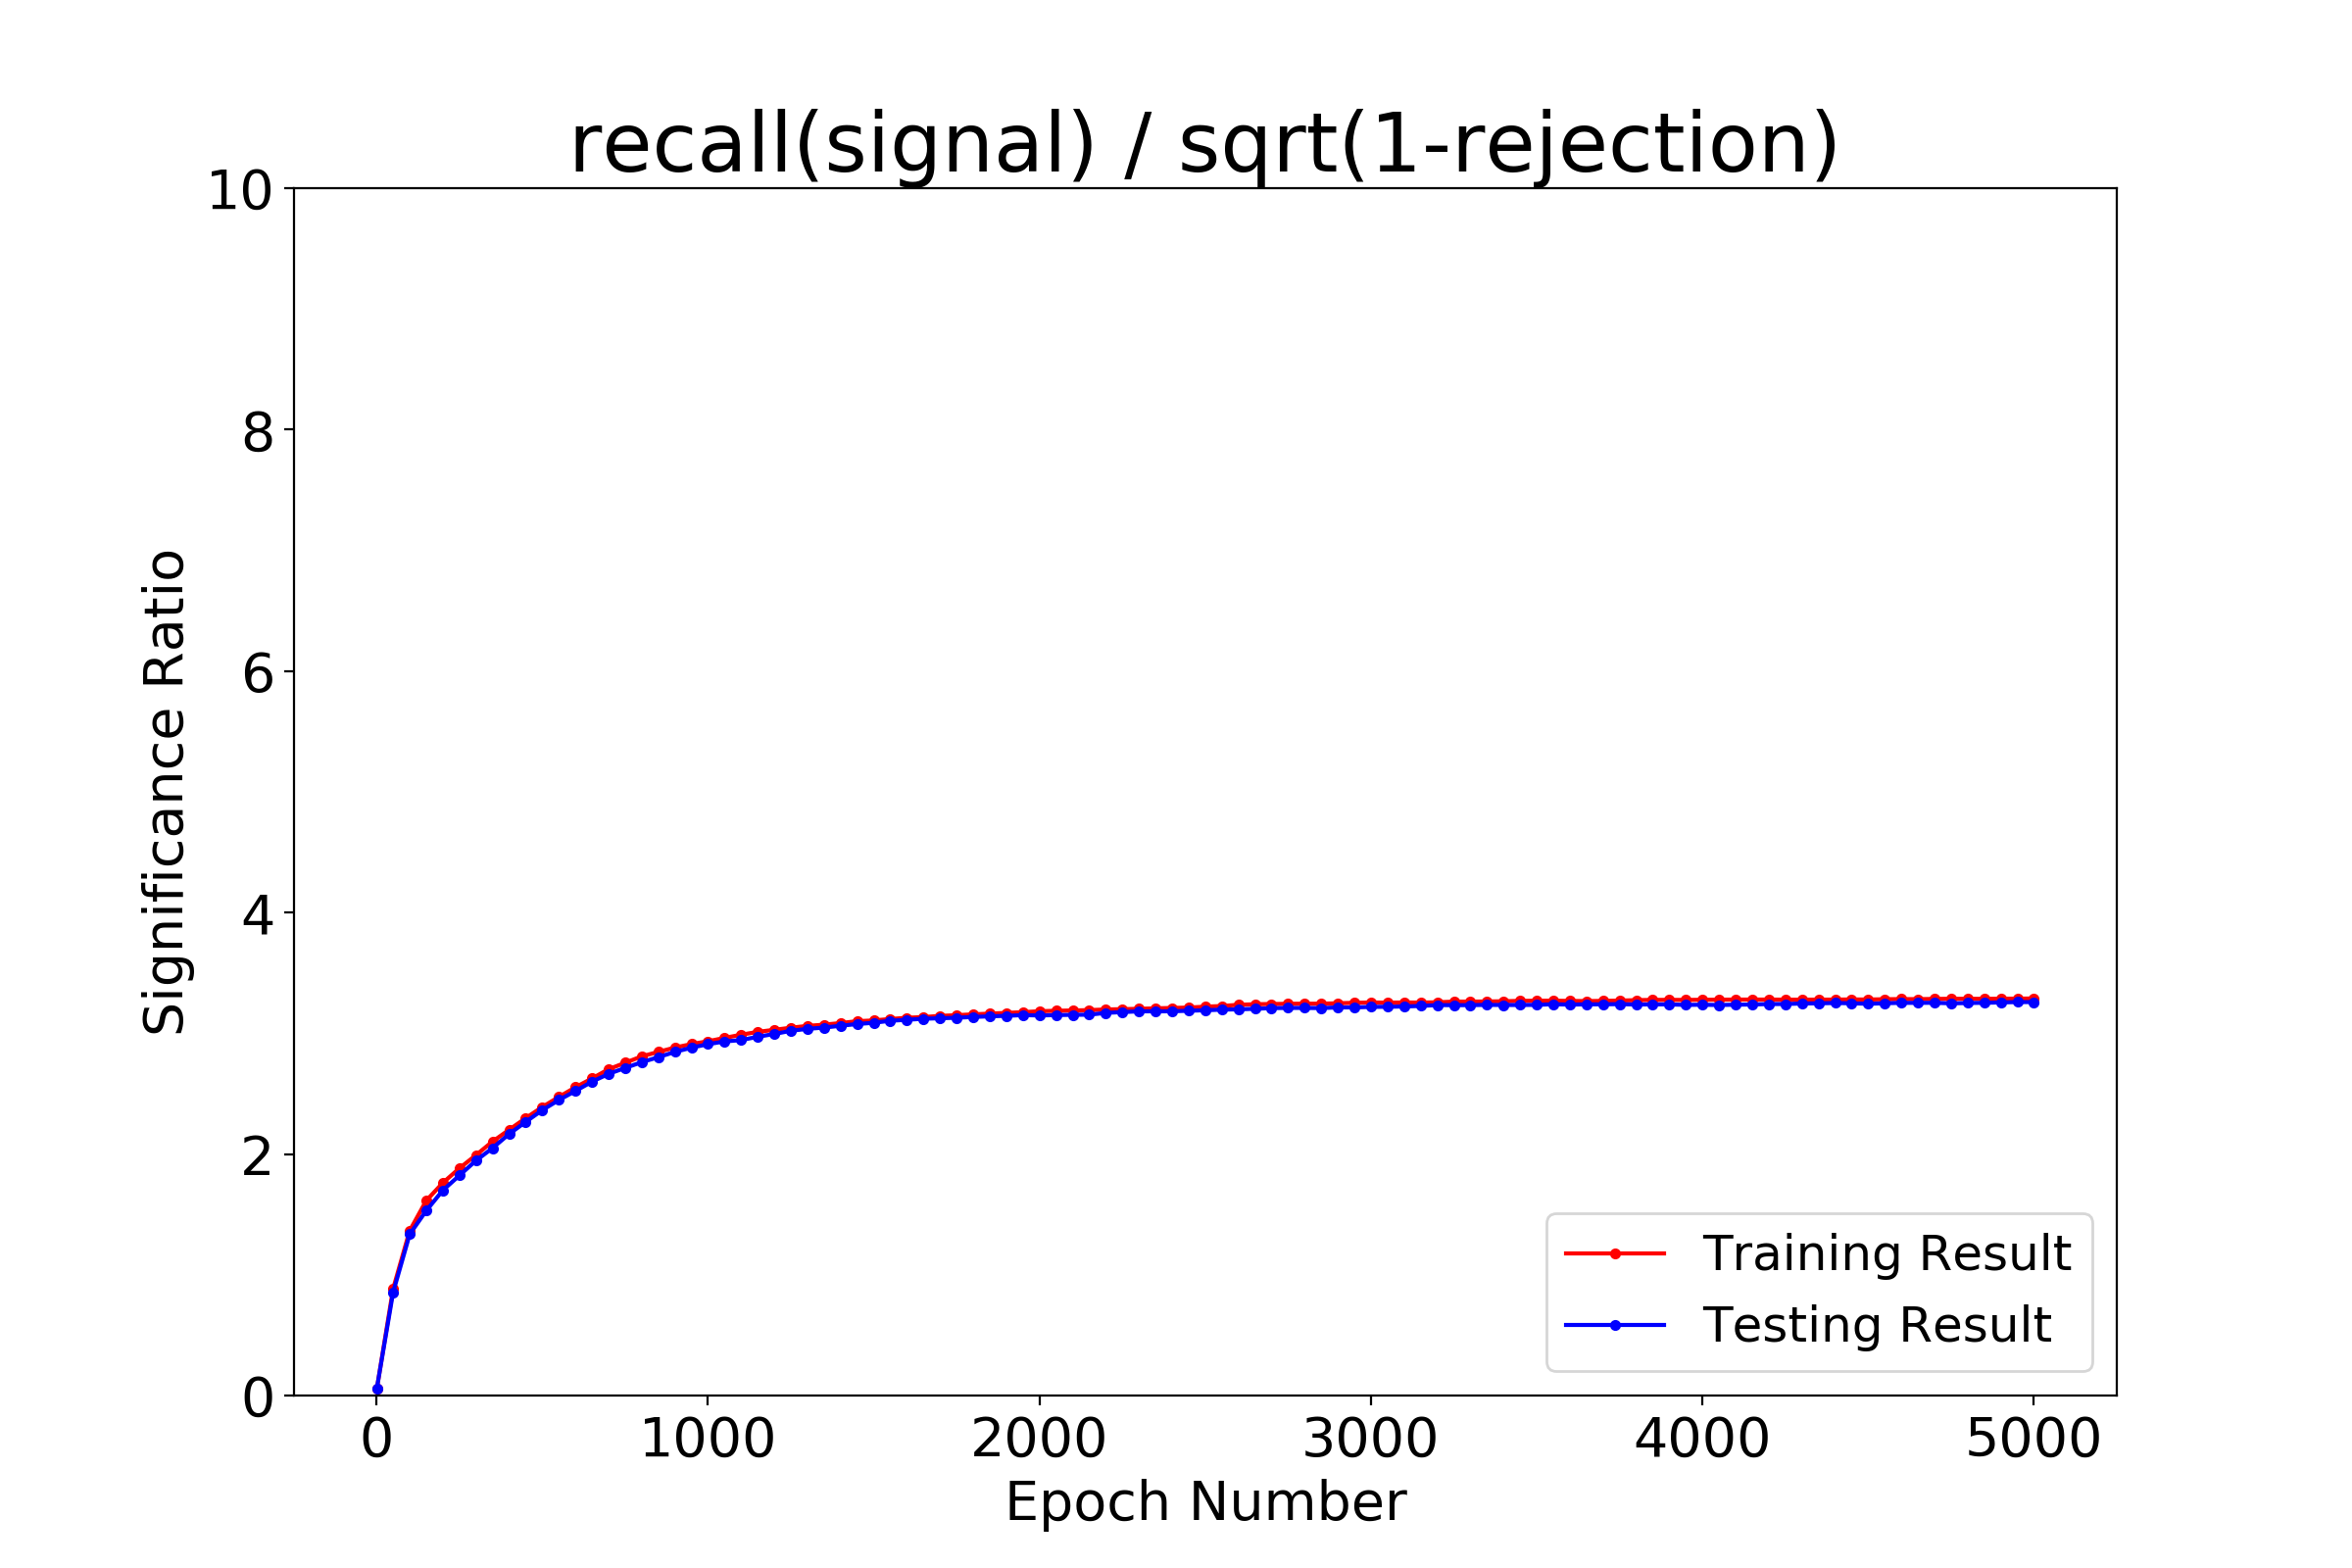 recall(signal) / sqrt(1-rejection)
10
8
6
4
2
0
Significance Ratio
0 1000 2000 3000 4000 5000
Epoch Number
Training Result
Testing Result